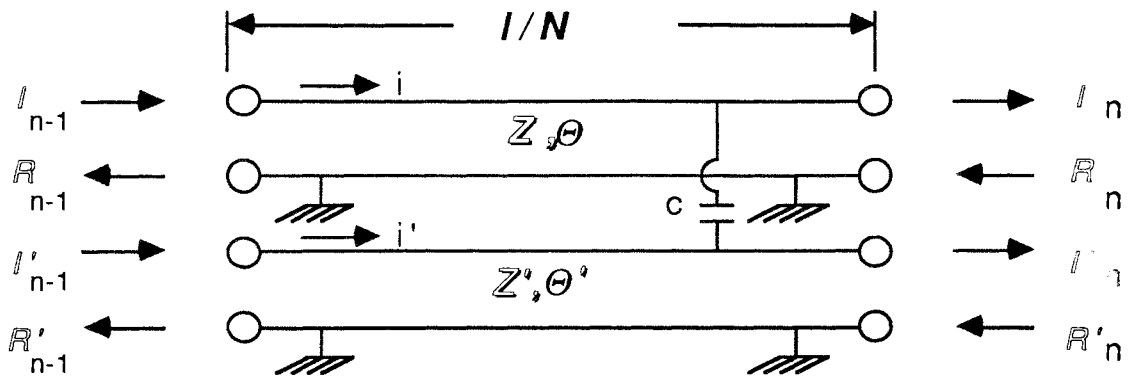 l/N
I n-1
i
Z,Θ
I n
R n-1
R n
c
I' n-1
i'
Z',Θ'
I' n
R' n-1
R' n